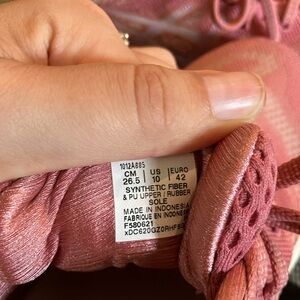 1012A885
CM US EURO
26.5 10 42
SYNTHETIC FIBER
& PU UPPER / RUBBER
SOLE
MADE IN INDONESIA
FABRIQUE EN INDONES
F580621